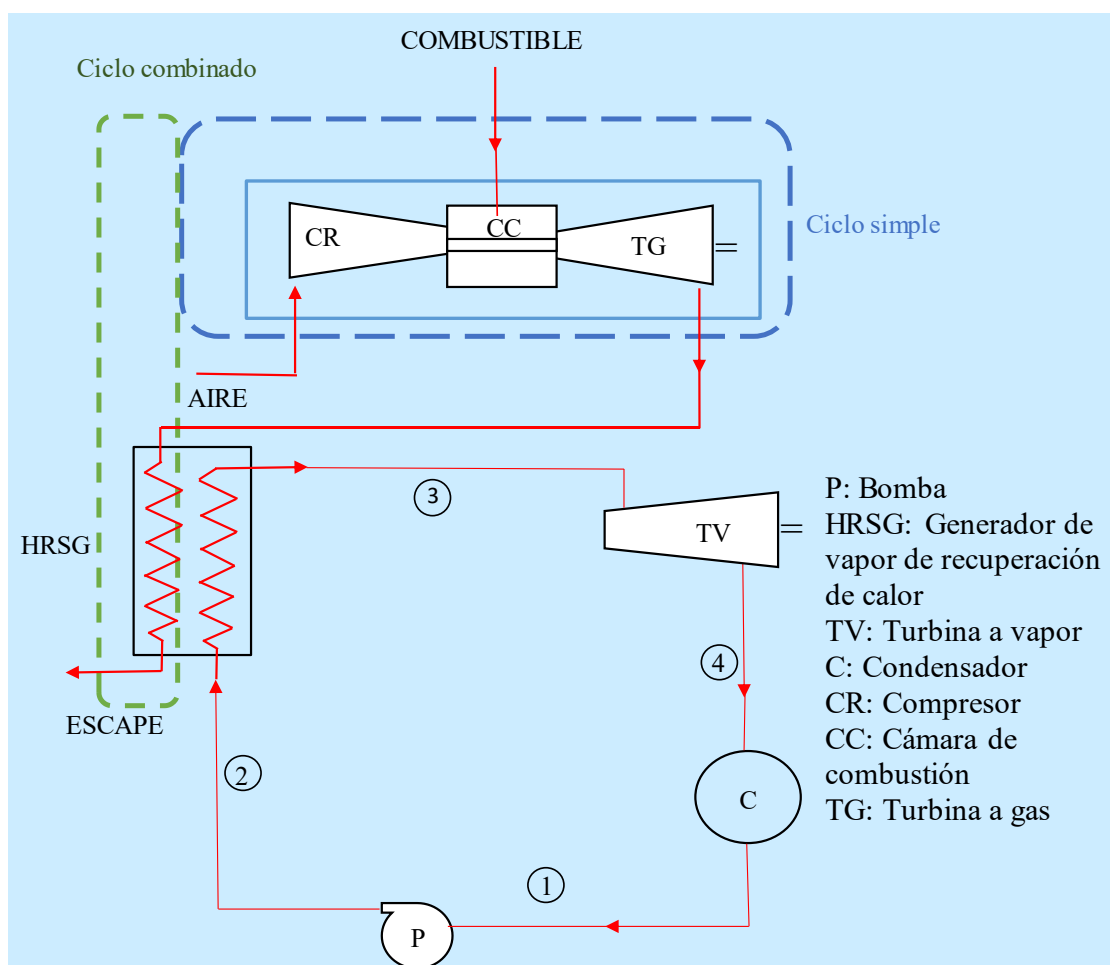 COMBUSTIBLE
Ciclo combinado
CC
CR
TG
Ciclo simple
AIRE
3
P: Bomba
HRSG: Generador de
vapor de recuperación
de calor
TV: Turbina a vapor
C: Condensador
CR: Compresor
CC: Cámara de
combustión
TG: Turbina a gas
TV
HRSG
4
ESCAPE
2
C
1
P